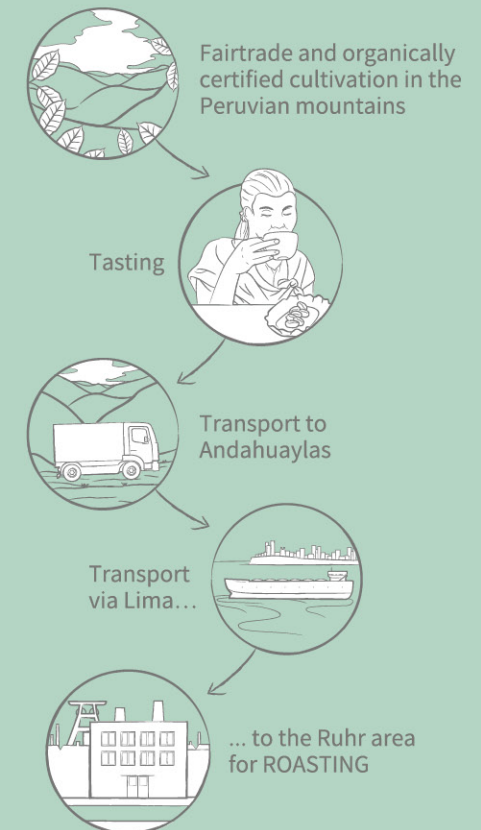 Fairtrade and organically
certified cultivation in the
Peruvian mountains
Tasting
Transport to
Andahuaylas
Transport
via Lima…
... to the Ruhr area
for ROASTING